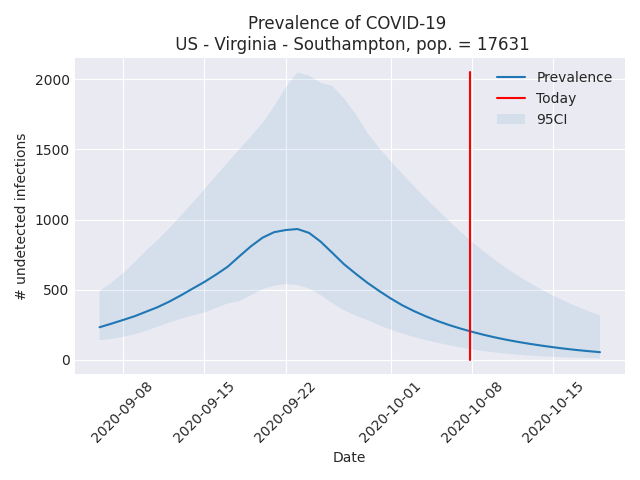 Prevalence of COVID-19
US - Virginia - Southampton, pop. = 17631
Prevalence
Today
95CI
# undetected infections
2000
1500
1000
500
0
2020-09-08
2020-09-15
2020-09-22
2020-10-01
2020-10-08
2020-10-15
Date